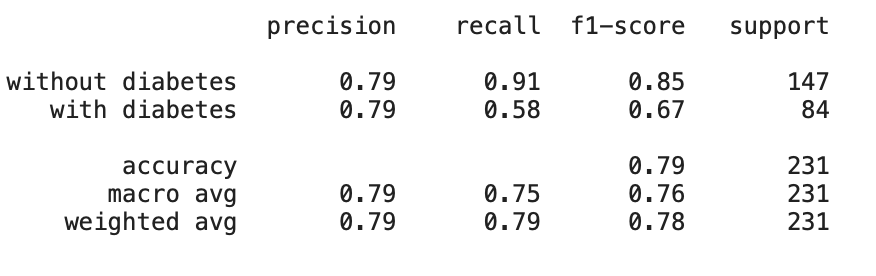 precision recall f1-score support
without diabetes 0.79 0.91 0.85 147
with diabetes 0.79 0.58 0.67 84
accuracy 0.79 231
macro avg 0.79 0.75 0.76 231
weighted avg 0.79 0.79 0.78 231